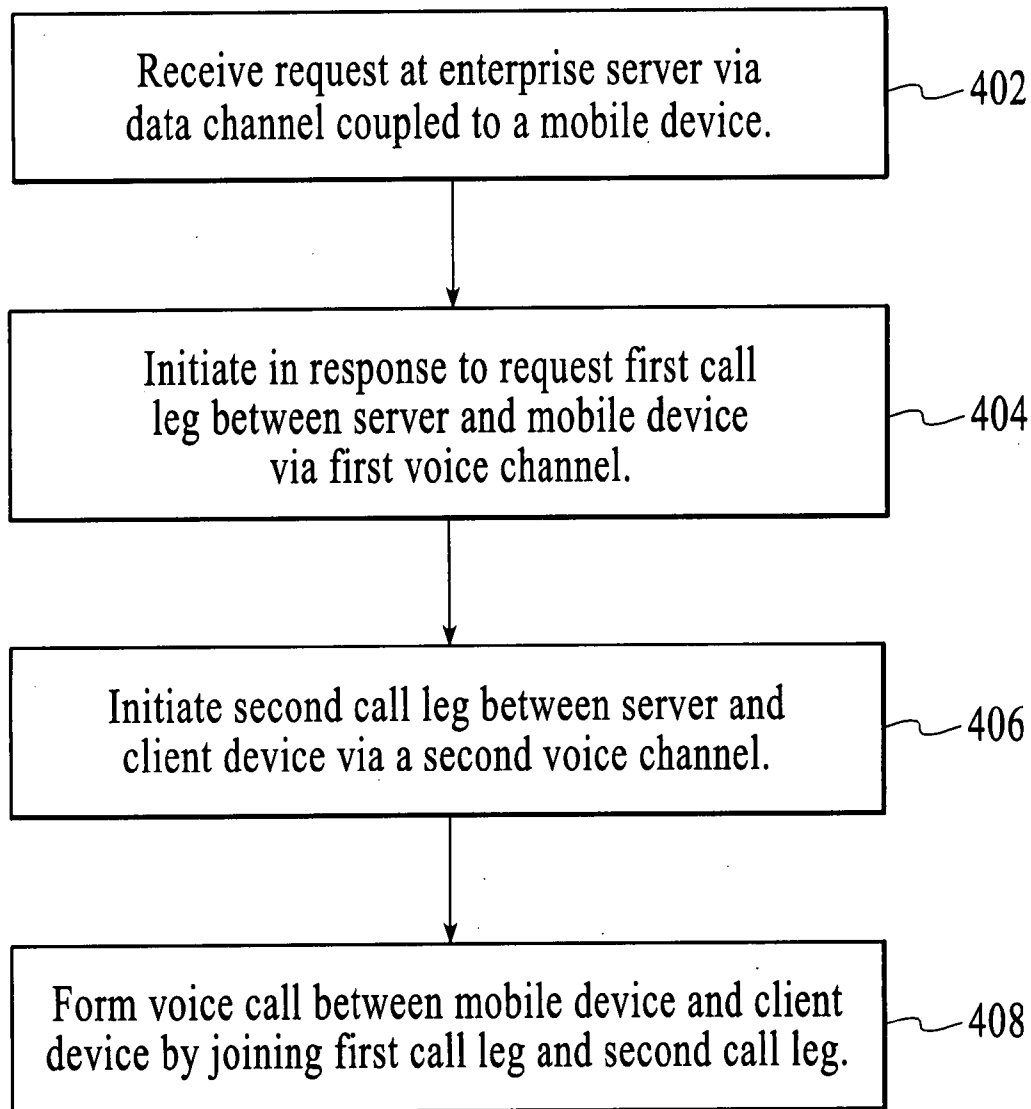 Receive request at enterprise server via
data channel coupled to a mobile device.
402
Initiate in response to request first call
leg between server and mobile device
via first voice channel.
404
Initiate second call leg between server and
client device via a second voice channel.
406
Form voice call between mobile device and client
device by joining first call leg and second call leg.
408